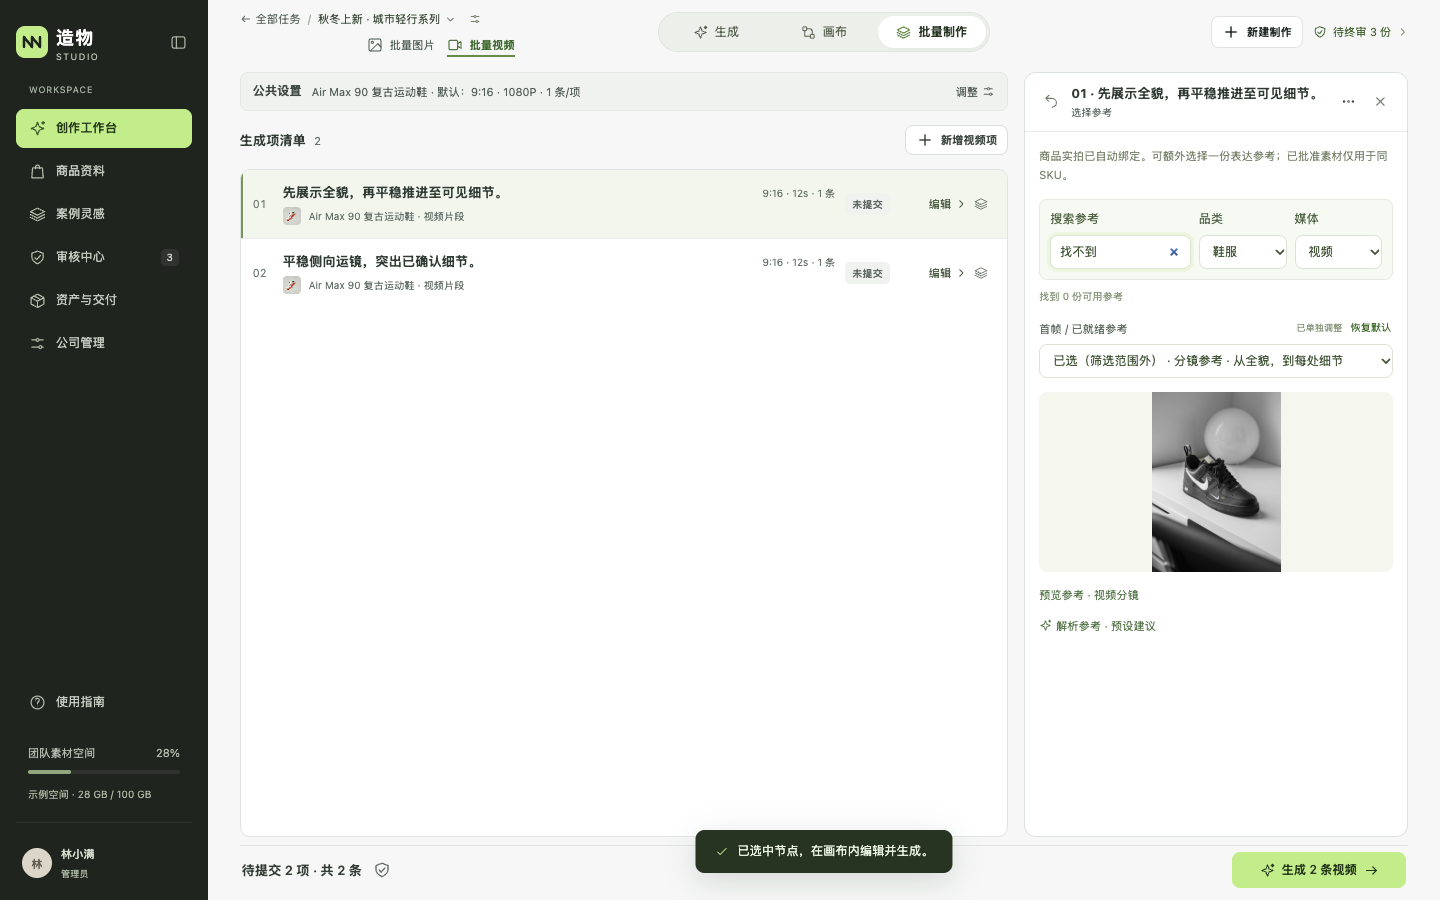 造物
STUDIO
WORKSPACE
创作工作台
商品资料
案例灵感
审核中心 3
资产与交付
公司管理
使用指南
团队素材空间 28%
示例空间 · 28 GB / 100 GB
林 林小满
管理员
全部任务 / 秋冬上新 · 城市轻行系列
批量图片 批量视频
生成 画布 批量制作
新建制作 待终审 3 份
公共设置 Air Max 90 复古运动鞋 · 默认：9:16 · 1080P · 1 条/项 调整
生成项清单 2 新增视频项
01 先展示全貌，再平稳推进至可见细节。 9:16 · 12s · 1 条 未提交 编辑
Air Max 90 复古运动鞋 · 视频片段
02 平稳侧向运镜，突出已确认细节。 9:16 · 12s · 1 条 未提交 编辑
Air Max 90 复古运动鞋 · 视频片段
01 · 先展示全貌，再平稳推进至可见细节。
选择参考
商品实拍已自动绑定。可额外选择一份表达参考；已批准素材仅用于同
SKU。
搜索参考 品类 媒体
找不到 鞋服 视频
找到 0 份可用参考
首帧 / 已就绪参考 已单独调整 恢复默认
已选（筛选范围外） · 分镜参考 · 从全貌，到每处细节
预览参考 · 视频分镜
解析参考 · 预设建议
待提交 2 项 · 共 2 条
已选中节点，在画布内编辑并生成。
生成 2 条视频